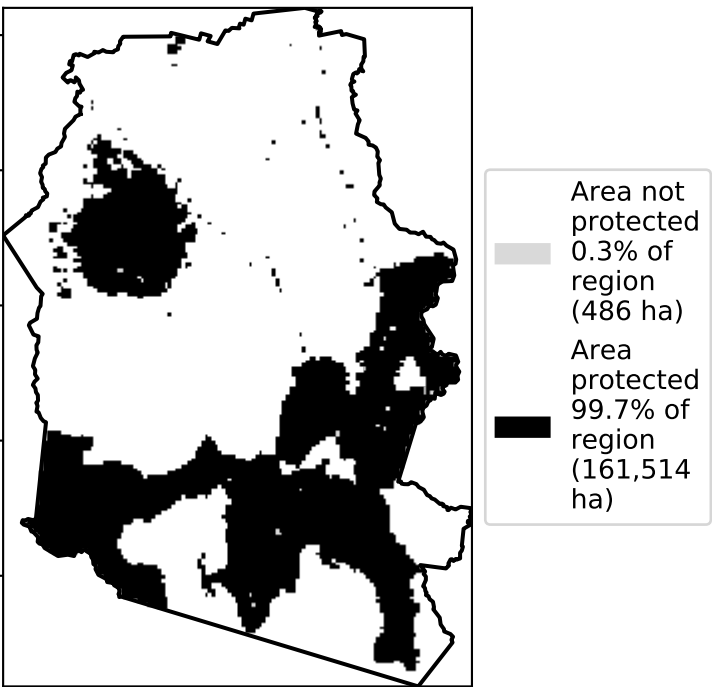 Area not
protected
0.3% of
region
(486 ha)
Area
protected
99.7% of
region
(161,514
ha)